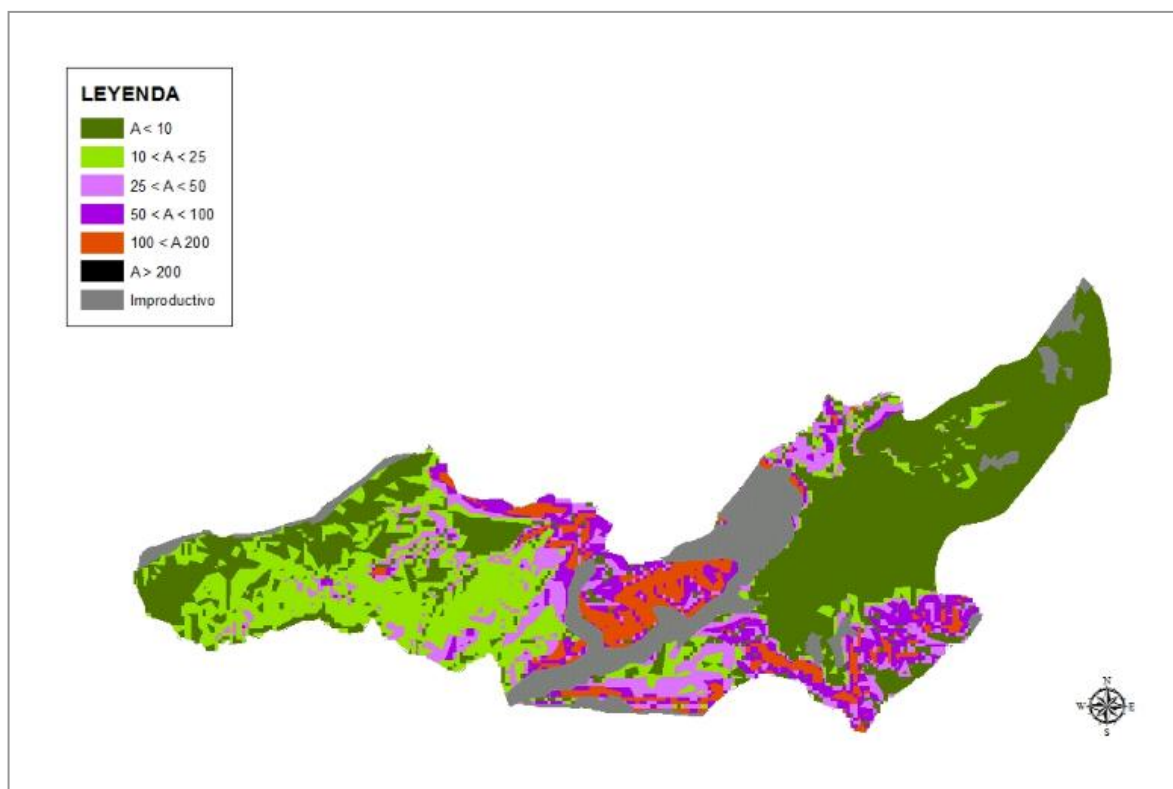 LEYENDA
A < 10
10 < A < 25
25 < A < 50
50 < A < 100
100 < A 200
A > 200
Improductivo
N
W E
S